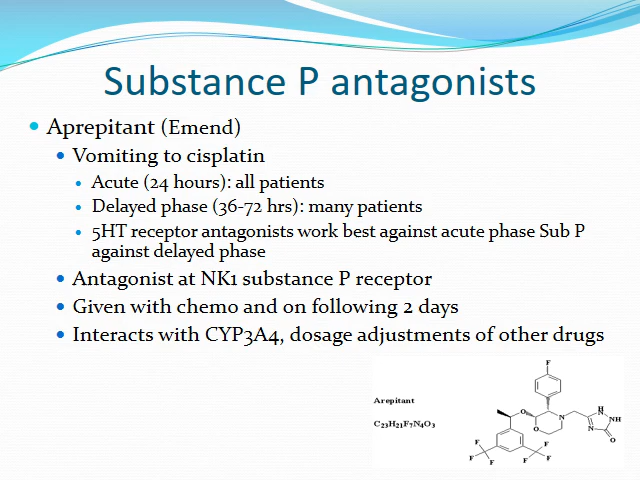 Substance P antagonists
Aprepitant (Emend)
Vomiting to cisplatin
Acute (24 hours): all patients
Delayed phase (36-72 hrs): many patients
5HT receptor antagonists work best against acute phase Sub P
against delayed phase
Antagonist at NK1 substance P receptor
Given with chemo and on following 2 days
Interacts with CYP3A4, dosage adjustments of other drugs
Arepitant
C23H21F7N4O3
F
H
N
O
N
NH
O
N
O
F
F
F
F
F
F